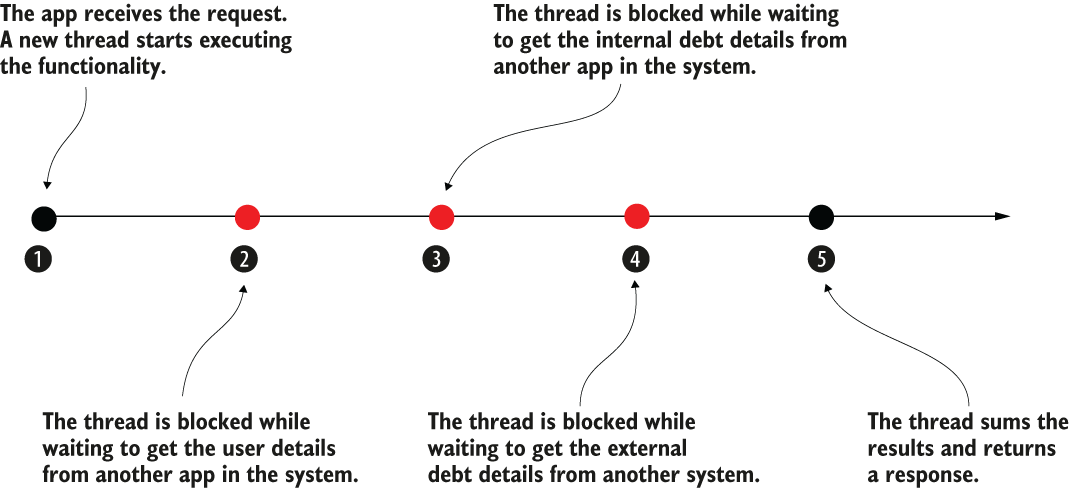 The app receives the request.
A new thread starts executing
the functionality.
The thread is blocked while waiting
to get the internal debt details from
another app in the system.
1
2
3
4
5
The thread is blocked while
waiting to get the user details
from another app in the system.
The thread is blocked while
waiting to get the external
debt details from another system.
The thread sums the
results and returns
a response.